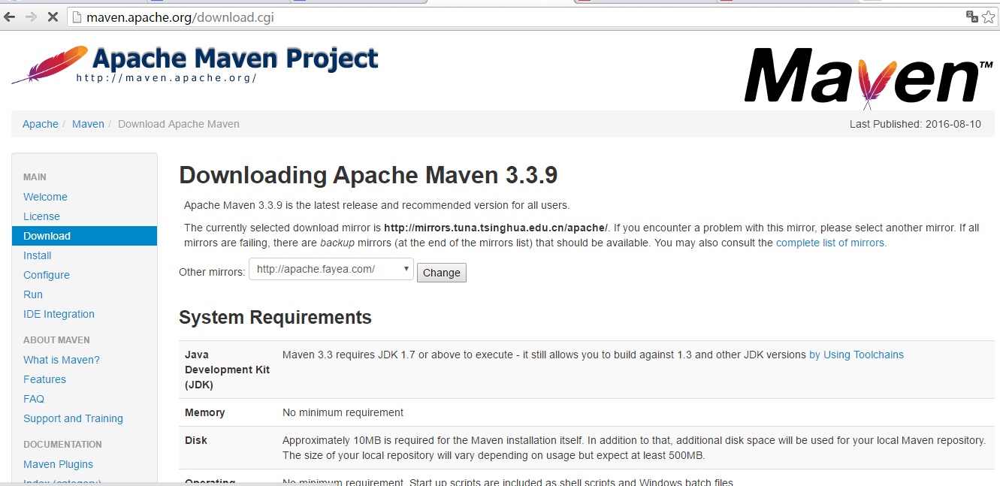 maven.apache.org/download.cgi
Apache Maven Project
http://maven.apache.org/
Maven™
Apache / Maven / Download Apache Maven
Last Published: 2016-08-10
MAIN
Welcome
License
Download
Install
Configure
Run
IDE Integration
ABOUT MAVEN
What is Maven?
Features
FAQ
Support and Training
DOCUMENTATION
Maven Plugins
Index (category)
Downloading Apache Maven 3.3.9
Apache Maven 3.3.9 is the latest release and recommended version for all users.
The currently selected download mirror is http://mirrors.tuna.tsinghua.edu.cn/apache/. If you encounter a problem with this mirror, please select another mirror. If all
mirrors are failing, there are backup mirrors (at the end of the mirrors list) that should be available. You may also consult the complete list of mirrors.
Other mirrors: http://apache.fayea.com/ Change
System Requirements
Java
Development Kit
(JDK)
Maven 3.3 requires JDK 1.7 or above to execute - it still allows you to build against 1.3 and other JDK versions by Using Toolchains
Memory
No minimum requirement
Disk
Approximately 10MB is required for the Maven installation itself. In addition to that, additional disk space will be used for your local Maven repository.
The size of your local repository will vary depending on usage but expect at least 500MB.
Operating
No minimum requirement. Start up scripts are included as shell scripts and Windows batch files